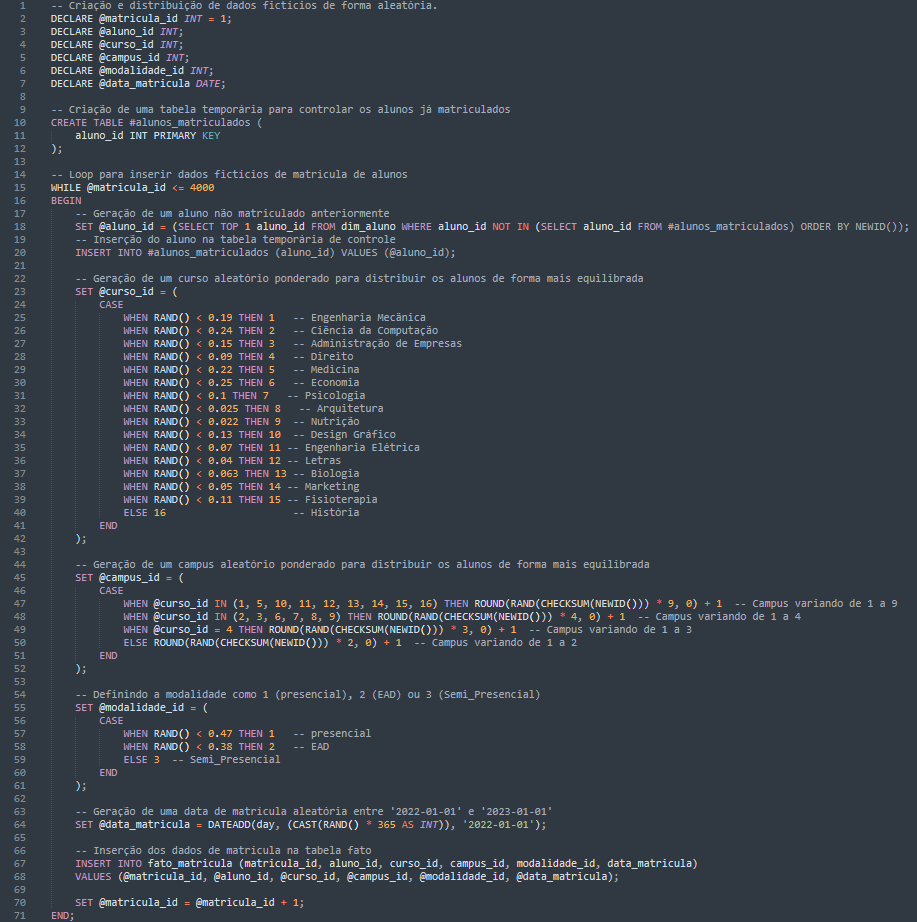 1 -- Criação e distribuição de dados fictícios de forma aleatória.
2 DECLARE @matricula_id INT = 1;
3 DECLARE @aluno_id INT;
4 DECLARE @curso_id INT;
5 DECLARE @campus_id INT;
6 DECLARE @modalidade_id INT;
7 DECLARE @data_matricula DATE;
8
9 -- Criação de uma tabela temporária para controlar os alunos já matriculados
10 CREATE TABLE #alunos_matriculados (
11 aluno_id INT PRIMARY KEY
12 );
13
14 -- Loop para inserir dados fictícios de matricula de alunos
15 WHILE @matricula_id <= 4000
16 BEGIN
17 -- Geração de um aluno não matriculado anteriormente
18 SET @aluno_id = (SELECT TOP 1 aluno_id FROM dim_aluno WHERE aluno_id NOT IN (SELECT aluno_id FROM #alunos_matriculados) ORDER BY NEWID());
19 -- Inserção do aluno na tabela temporária de controle
20 INSERT INTO #alunos_matriculados (aluno_id) VALUES (@aluno_id);
21
22 -- Geração de um curso aleatório ponderado para distribuir os alunos de forma mais equilibrada
23 SET @curso_id = (
24 CASE
25 WHEN RAND() < 0.19 THEN 1 -- Engenharia Mecânica
26 WHEN RAND() < 0.24 THEN 2 -- Ciência da Computação
27 WHEN RAND() < 0.15 THEN 3 -- Administração de Empresas
28 WHEN RAND() < 0.09 THEN 4 -- Direito
29 WHEN RAND() < 0.22 THEN 5 -- Medicina
30 WHEN RAND() < 0.25 THEN 6 -- Economia
31 WHEN RAND() < 0.1 THEN 7 -- Psicologia
32 WHEN RAND() < 0.025 THEN 8 -- Arquitetura
33 WHEN RAND() < 0.022 THEN 9 -- Nutrição
34 WHEN RAND() < 0.13 THEN 10 -- Design Gráfico
35 WHEN RAND() < 0.07 THEN 11 -- Engenharia Elétrica
36 WHEN RAND() < 0.04 THEN 12 -- Letras
37 WHEN RAND() < 0.063 THEN 13 -- Biologia
38 WHEN RAND() < 0.05 THEN 14 -- Marketing
39 WHEN RAND() < 0.11 THEN 15 -- Fisioterapia
40 ELSE 16 -- História
41 END
42 );
43
44 -- Geração de um campus aleatório ponderado para distribuir os alunos de forma mais equilibrada
45 SET @campus_id = (
46 CASE
47 WHEN @curso_id IN (1, 5, 10, 11, 12, 13, 14, 15, 16) THEN ROUND(RAND(CHECKSUM(NEWID())) * 9, 0) + 1 -- Campus variando de 1 a 9
48 WHEN @curso_id IN (2, 3, 6, 7, 8, 9) THEN ROUND(RAND(CHECKSUM(NEWID())) * 4, 0) + 1 -- Campus variando de 1 a 4
49 WHEN @curso_id = 4 THEN ROUND(RAND(CHECKSUM(NEWID())) * 3, 0) + 1 -- Campus variando de 1 a 3
50 ELSE ROUND(RAND(CHECKSUM(NEWID())) * 2, 0) + 1 -- Campus variando de 1 a 2
51 END
52 );
53
54 -- Definindo a modalidade como 1 (presencial), 2 (EAD) ou 3 (Semi_Presencial)
55 SET @modalidade_id = (
56 CASE
57 WHEN RAND() < 0.47 THEN 1 -- presencial
58 WHEN RAND() < 0.38 THEN 2 -- EAD
59 ELSE 3 -- Semi_Presencial
60 END
61 );
62
63 -- Geração de uma data de matrícula aleatória entre '2022-01-01' e '2023-01-01'
64 SET @data_matricula = DATEADD(day, (CAST(RAND() * 365 AS INT)), '2022-01-01');
65
66 -- Inserção dos dados de matrícula na tabela fato
67 INSERT INTO fato_matricula (matricula_id, aluno_id, curso_id, campus_id, modalidade_id, data_matricula)
68 VALUES (@matricula_id, @aluno_id, @curso_id, @campus_id, @modalidade_id, @data_matricula);
69
70 SET @matricula_id = @matricula_id + 1;
71 END;